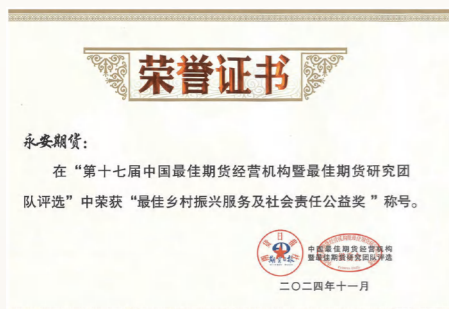 荣誉证书
永安期货：
在“第十七届中国最佳期货经营机构暨最佳期货研究团
队评选”中荣获“最佳乡村振兴服务及社会责任公益奖”称号。
期货日报
中国最佳期货经营机构
暨最佳期货研究团队评选
二〇二四年十一月